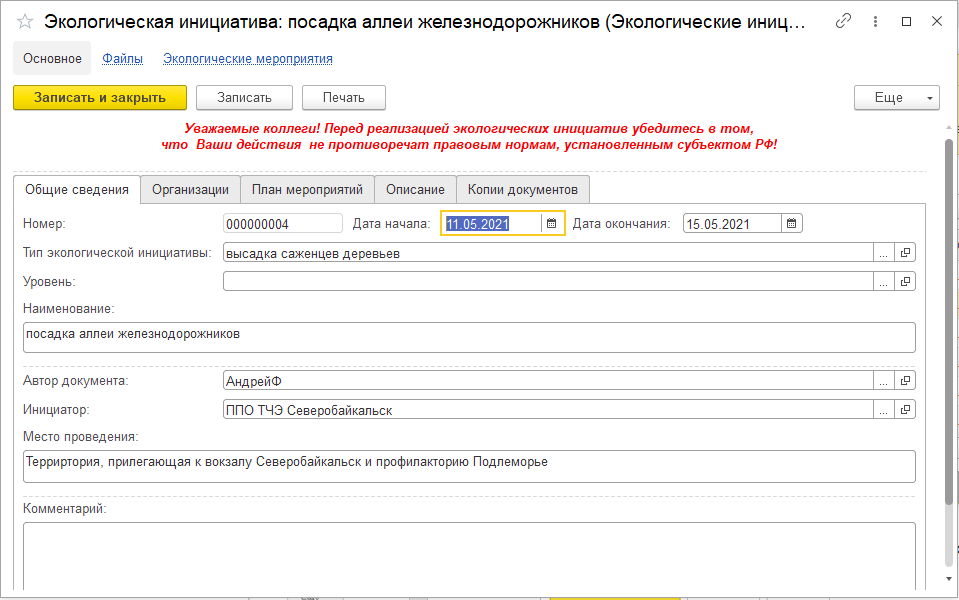 Экологическая инициатива: посадка аллеи железнодорожников (Экологические иниц...
Основное Файлы Экологические мероприятия
Записать и закрыть Записать Печать Еще
Уважаемые коллеги! Перед реализацией экологических инициатив убедитесь в том,
что Ваши действия не противоречат правовым нормам, установленным субъектом РФ!
Общие сведения Организации План мероприятий Описание Копии документов
Номер: 000000004 Дата начала: 11.05.2021 Дата окончания: 15.05.2021
Тип экологической инициативы: высадка саженцев деревьев ...
Уровень: ...
Наименование:
посадка аллеи железнодорожников
Автор документа: АндрейФ ...
Инициатор: ППО ТЧЭ Северобайкальск ...
Место проведения:
Терриртория, прилегающая к вокзалу Северобайкальск и профилакторию Подлеморье
Комментарий: